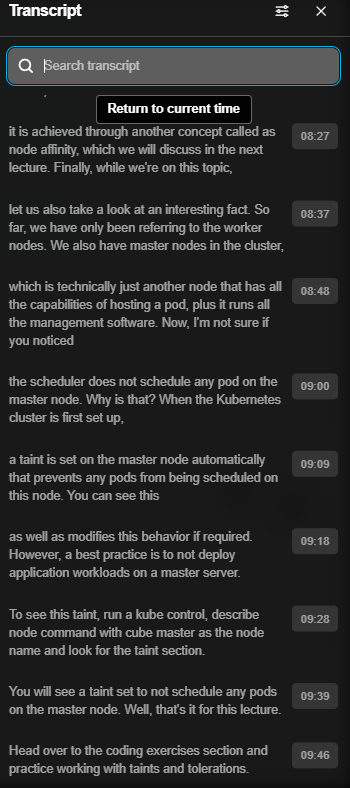 Transcript
Search transcript
Return to current time
it is achieved through another concept called as
node affinity, which we will discuss in the next
lecture. Finally, while we're on this topic,
08:27
let us also take a look at an interesting fact. So
far, we have only been referring to the worker
nodes. We also have master nodes in the cluster,
08:37
which is technically just another node that has all
the capabilities of hosting a pod, plus it runs all
the management software. Now, I'm not sure if
you noticed
08:48
the scheduler does not schedule any pod on the
master node. Why is that? When the Kubernetes
cluster is first set up,
09:00
a taint is set on the master node automatically
that prevents any pods from being scheduled on
this node. You can see this
09:09
as well as modifies this behavior if required.
However, a best practice is to not deploy
application workloads on a master server.
09:18
To see this taint, run a kube control, describe
node command with cube master as the node
name and look for the taint section.
09:28
You will see a taint set to not schedule any pods
on the master node. Well, that's it for this lecture.
09:39
Head over to the coding exercises section and
practice working with taints and tolerations.
09:46